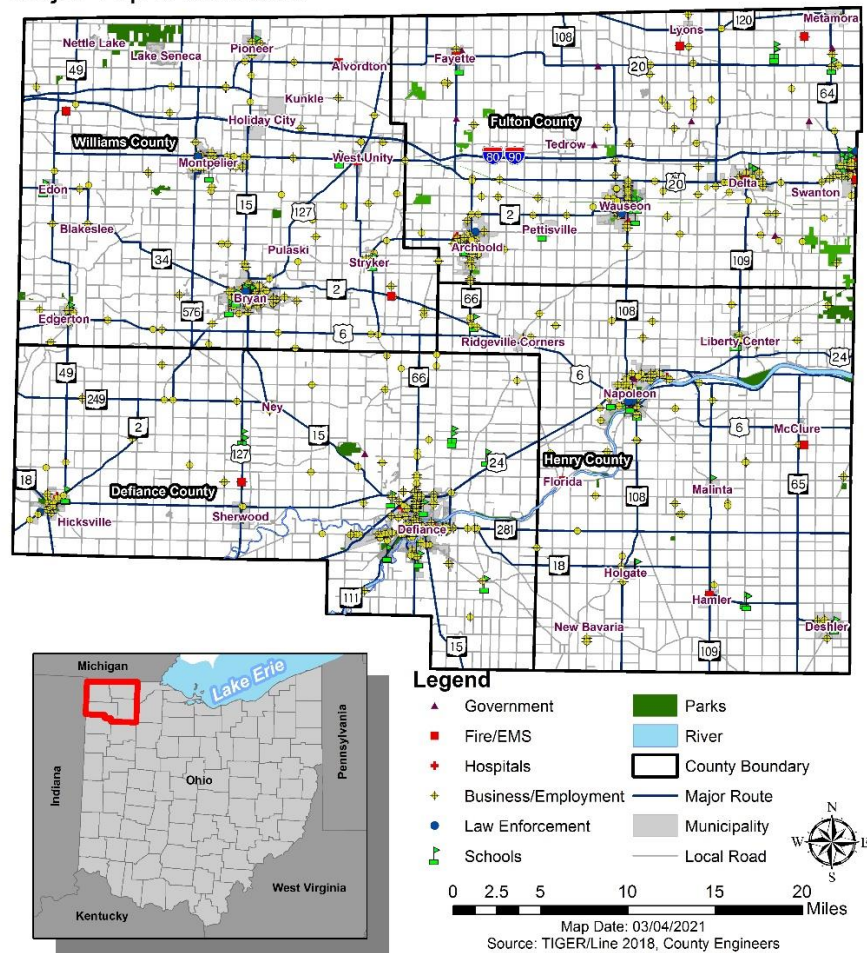 120
Metamora
Lyons
108
Nettle Lake
Pioneer
Lake Seneca
Fayette
49
Alvordton
20
64
Kunkle
Holiday City
Fulton County
Williams County
Tedrow
Montpelier
West Unity
80
90
20
Delta
Swanton
Edon
15
127
Wauseon
2
Blakeslee
Pettisville
Pulaski
Archbold
34
Stryker
109
Bryan
2
66
108
Edgerton
576
6
Ridgeville Corners
Liberty Center
24
49
66
6
Napoleon
249
Ney
6
2
15
McClure
127
24
Henry County
18
Defiance County
Florida
108
Malinta
65
Hicksville
Sherwood
Defiance
281
18
Holgate
111
Hamler
New Bavaria
Deshler
15
109
Michigan
Lake Erie
Pennsylvania
Indiana
Ohio
West Virginia
Kentucky
Legend
Government
Parks
Fire/EMS
River
Hospitals
County Boundary
Business/Employment
Major Route
Law Enforcement
Municipality
Schools
Local Road
N
W
E
S
0 2.5 5 10 15 20
Miles
Map Date: 03/04/2021
Source: TIGER/Line 2018, County Engineers